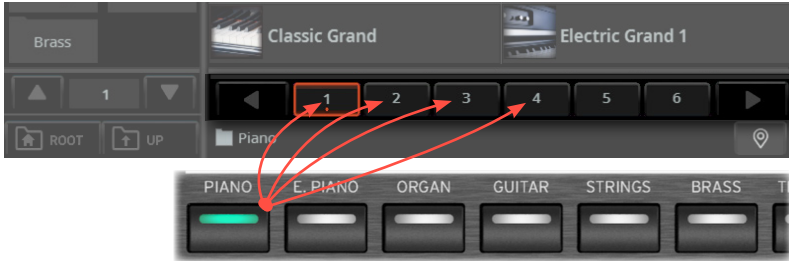 Brass
Classic Grand
Electric Grand 1
1
1
2
3
4
5
6
ROOT
UP
Piano
PIANO
E. PIANO
ORGAN
GUITAR
STRINGS
BRASS